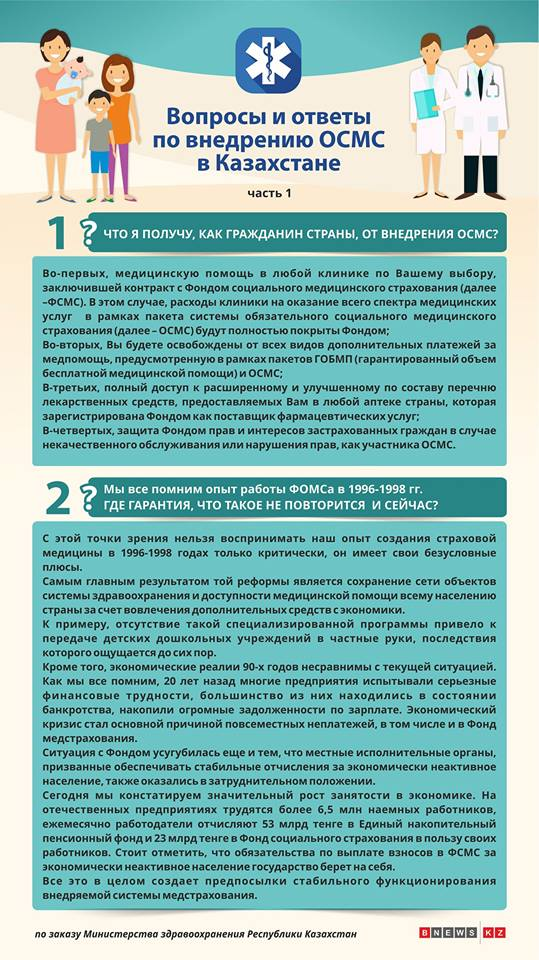 Вопросы и ответы
по внедрению ОСМС
в Казахстане
часть 1
1 ? ЧТО Я ПОЛУЧУ, КАК ГРАЖДАНИН СТРАНЫ, ОТ ВНЕДРЕНИЯ ОСМС?
Во-первых, медицинскую помощь в любой клинике по Вашему выбору,
заключившей контракт с Фондом социального медицинского страхования (далее
–ФСМС). В этом случае, расходы клиники на оказание всего спектра медицинских
услуг в рамках пакета системы обязательного социального медицинского
страхования (далее – ОСМС) будут полностью покрыты Фондом;
Во-вторых, Вы будете освобождены от всех видов дополнительных платежей за
медпомощь, предусмотренную в рамках пакетов ГОБМП (гарантированный объем
бесплатной медицинской помощи) и ОСМС;
В-третьих, полный доступ к расширенному и улучшенному по составу перечню
лекарственных средств, предоставляемых Вам в любой аптеке страны, которая
зарегистрирована Фондом как поставщик фармацевтических услуг;
В-четвертых, защита Фондом прав и интересов застрахованных граждан в случае
некачественного обслуживания или нарушения прав, как участника ОСМС.
2 ? Мы все помним опыт работы ФОМСа в 1996-1998 гг.
ГДЕ ГАРАНТИЯ, ЧТО ТАКОЕ НЕ ПОВТОРИТСЯ И СЕЙЧАС?
С этой точки зрения нельзя воспринимать наш опыт создания страховой
медицины в 1996-1998 годах только критически, он имеет свои безусловные
плюсы.
Самым главным результатом той реформы является сохранение сети объектов
системы здравоохранения и доступности медицинской помощи всему населению
страны за счет вовлечения дополнительных средств с экономики.
К примеру, отсутствие такой специализированной программы привело к
передаче детских дошкольных учреждений в частные руки, последствия
которого ощущается до сих пор.
Кроме того, экономические реалии 90-х годов несравнимы с текущей ситуацией.
Как мы все помним, 20 лет назад многие предприятия испытывали серьезные
финансовые трудности, большинство из них находились в состоянии
банкротства, накопили огромные задолженности по зарплате. Экономический
кризис стал основной причиной повсеместных неплатежей, в том числе и в Фонд
медстрахования.
Ситуация с Фондом усугубилась еще и тем, что местные исполнительные органы,
призванные обеспечивать стабильные отчисления за экономически неактивное
население, также оказались в затруднительном положении.
Сегодня мы констатируем значительный рост занятости в экономике. На
отечественных предприятиях трудятся более 6,5 млн наемных работников,
ежемесячно работодатели отчисляют 53 млрд тенге в Единый накопительный
пенсионный фонд и 23 млрд тенге в Фонд социального страхования в пользу своих
работников. Стоит отметить, что обязательства по выплате взносов в ФСМС за
экономически неактивное население государство берет на себя.
Все это в целом создает предпосылки стабильного функционирования
внедряемой системы медстрахования.
по заказу Министерства здравоохранения Республики Казахстан
BNEWS KZ